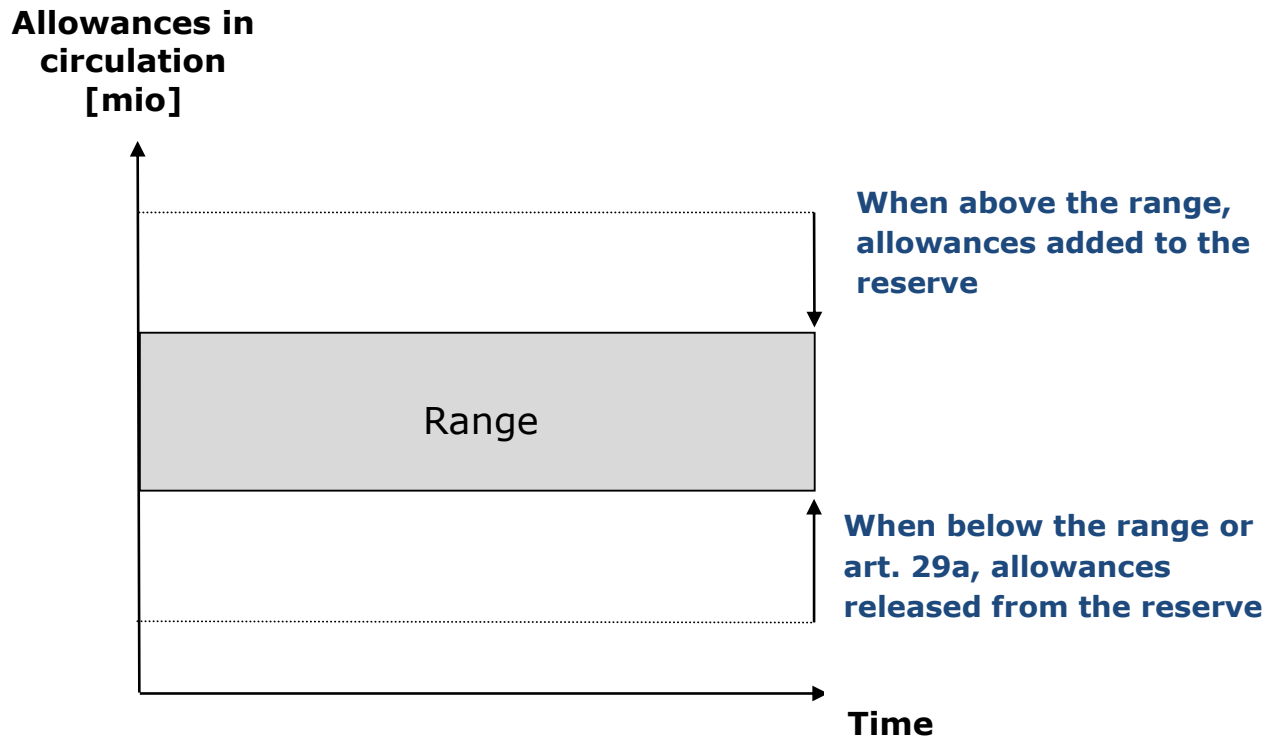 Allowances in
circulation
[mio]
When above the range,
allowances added to the
reserve
Range
When below the range or
art. 29a, allowances
released from the reserve
Time